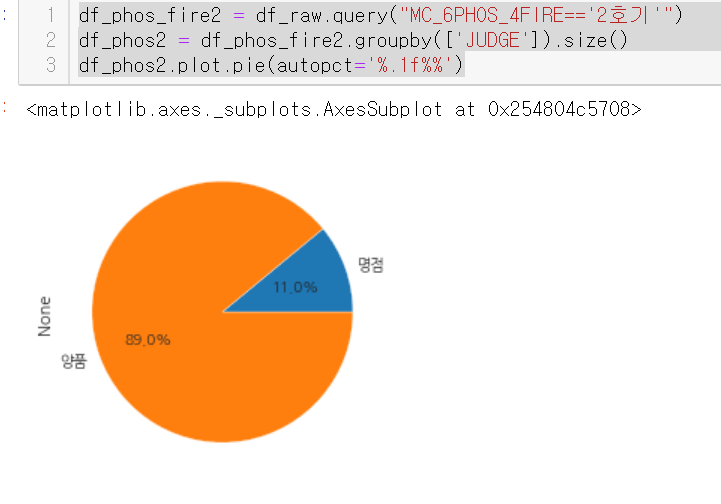 1 df_phos_fire2 = df_raw.query("MC_6PHOS_4FIRE=='2호기'")
2 df_phos2 = df_phos_fire2.groupby(['JUDGE']).size()
3 df_phos2.plot.pie(autopct='%.1f%%')
<matplotlib.axes._subplots.AxesSubplot at 0x254804c5708>
명점
11.0%
None
89.0%
양품